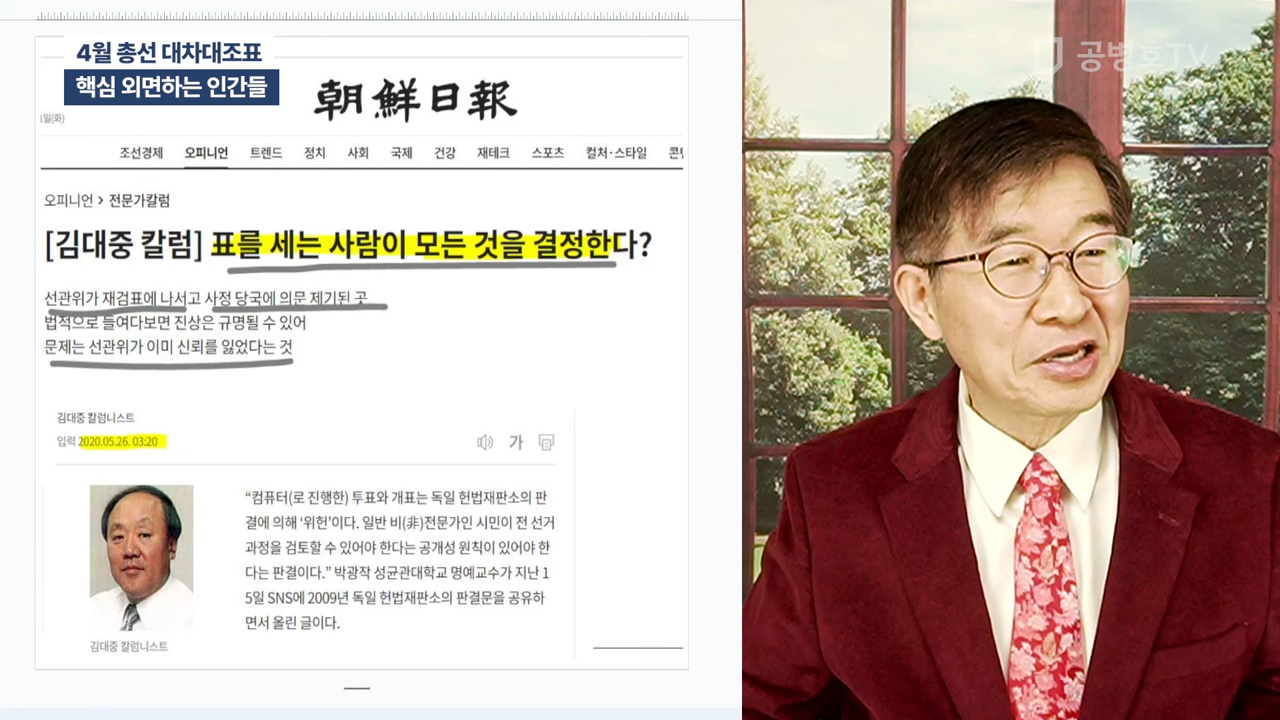 4월 총선 대차대조표
핵심 외면하는 인간들
공병호TV
朝鮮日報
1일(화)
조선경제 오피니언 트렌드 정치 사회 국제 건강 재테크 스포츠 컬처·스타일
오피니언 > 전문가칼럼
[김대중 칼럼] 표를 세는 사람이 모든 것을 결정한다?
선관위가 재검표에 나서고 사정 당국에 의문 제기된 곳
법적으로 들여다보면 진상은 규명될 수 있어
문제는 선관위가 이미 신뢰를 잃었다는 것
김대중 칼럼니스트
입력 2020.05.26. 03:20
가
“컴퓨터(로 진행한) 투표와 개표는 독일 헌법재판소의 판
결에 의해 ‘위헌’이다. 일반 비(非)전문가인 시민이 전 선거
과정을 검토할 수 있어야 한다는 공개성 원칙이 있어야 한
다는 판결이다.” 박광작 성균관대학교 명예교수가 지난 1
5일 SNS에 2009년 독일 헌법재판소의 판결문을 공유하
면서 올린 글이다.
김대중 칼럼니스트